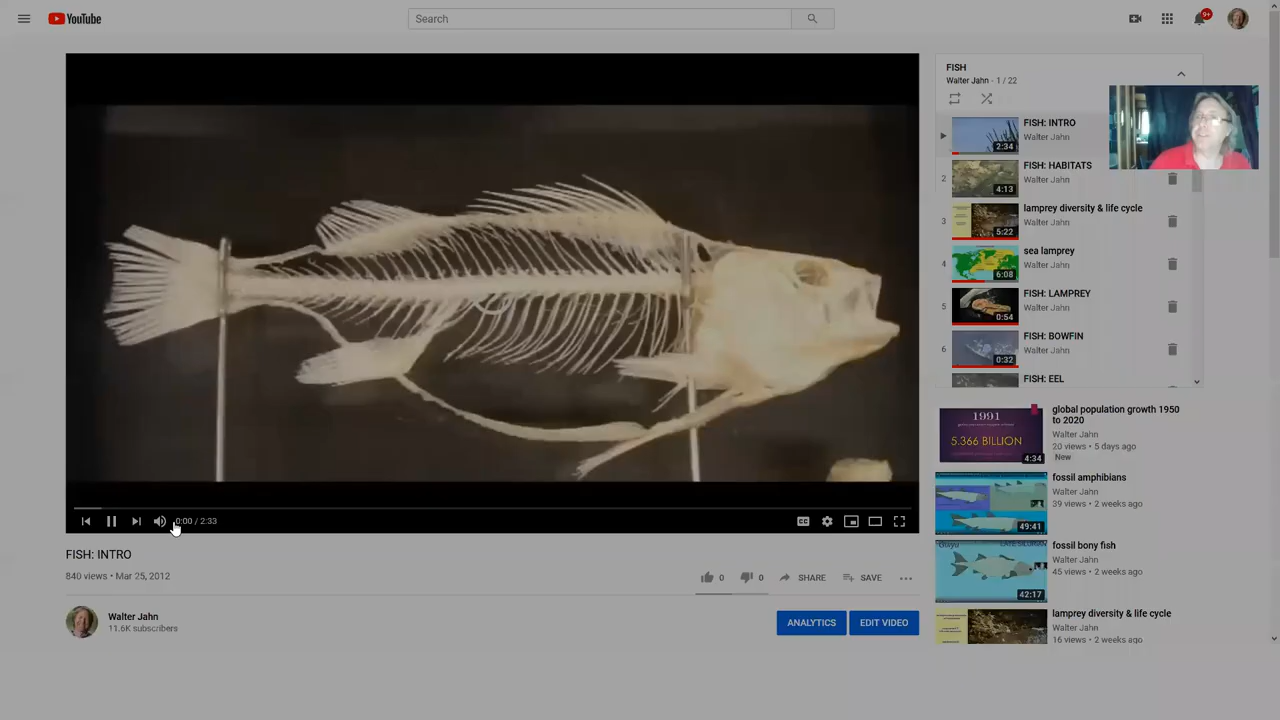 YouTube
Search
9+
FISH
Walter Jahn - 1 / 22
FISH: INTRO
Walter Jahn
2:34
2
FISH: HABITATS
Walter Jahn
4:13
3
lamprey diversity & life cycle
Walter Jahn
5:22
4
sea lamprey
Walter Jahn
6:08
5
FISH: LAMPREY
Walter Jahn
0:54
6
FISH: BOWFIN
Walter Jahn
0:32
FISH: EEL
0:00 / 2:33
FISH: INTRO
840 views • Mar 25, 2012
0
0
SHARE
SAVE
Walter Jahn
11.6K subscribers
ANALYTICS
EDIT VIDEO
1991
5.366 BILLION
4:34
global population growth 1950
to 2020
Walter Jahn
20 views • 5 days ago
New
fossil amphibians
Walter Jahn
39 views • 2 weeks ago
49:41
fossil bony fish
Walter Jahn
45 views • 2 weeks ago
42:17
lamprey diversity & life cycle
Walter Jahn
16 views • 2 weeks ago